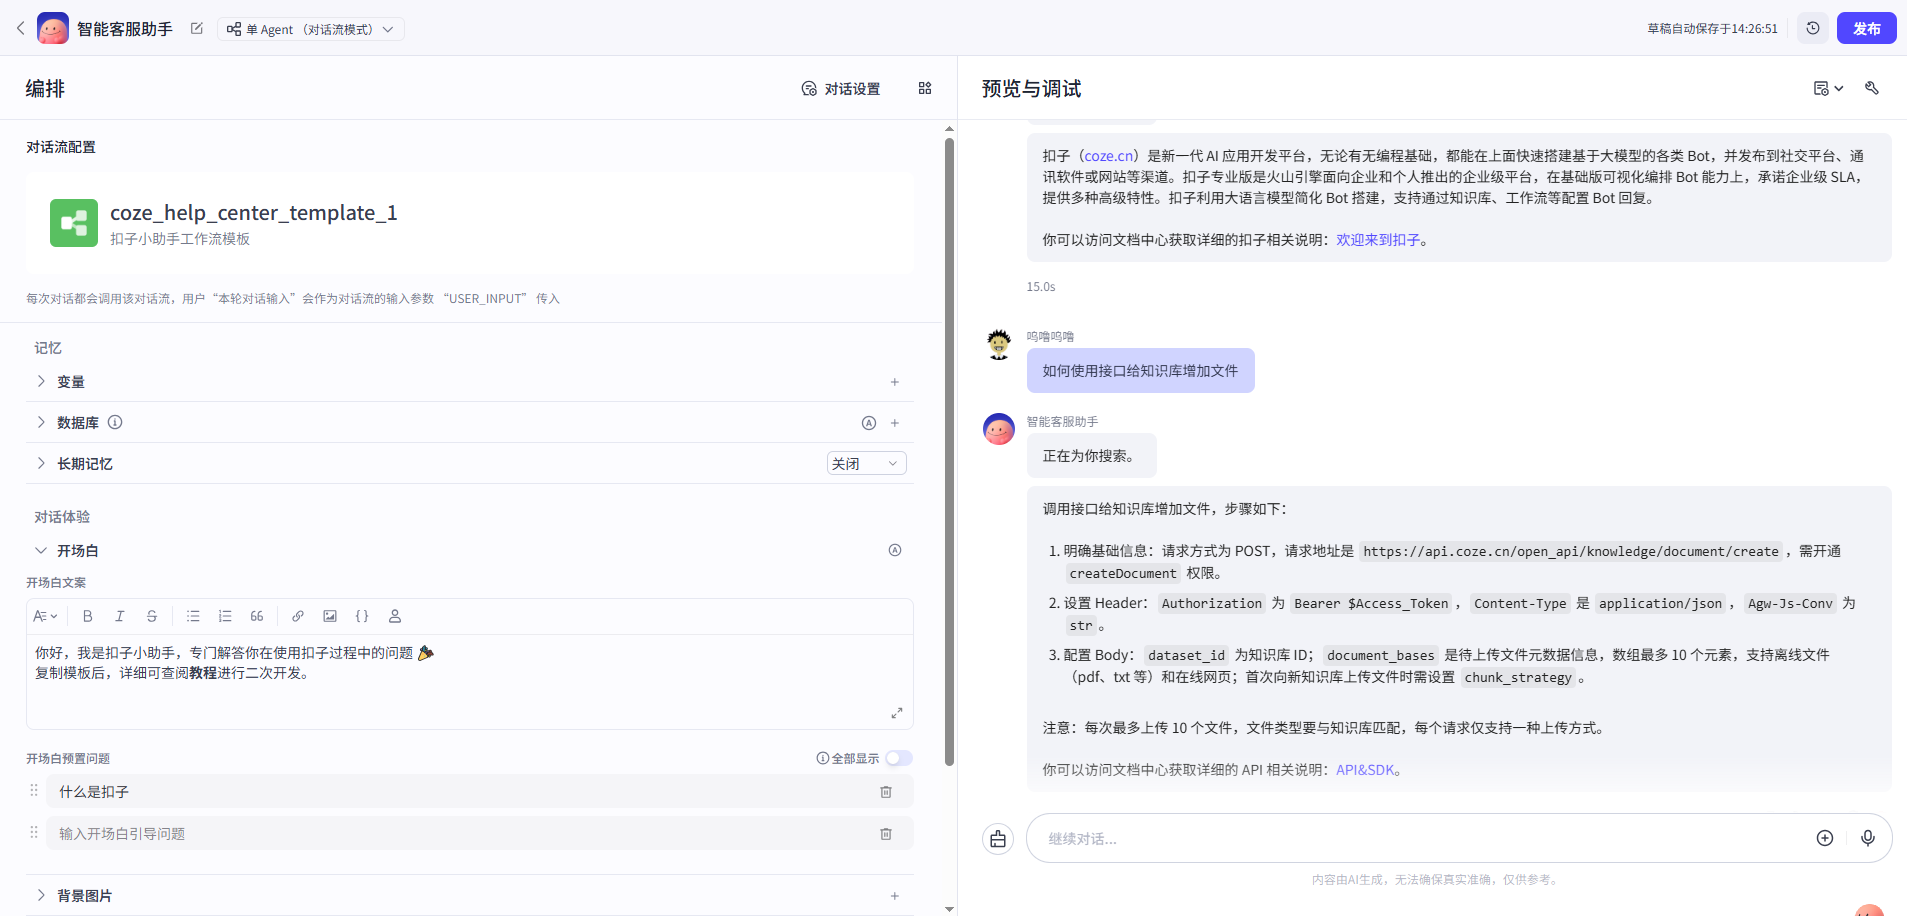 智能客服助手
单 Agent （对话流模式）
草稿自动保存于14:26:51
发布
编排
对话设置
对话流配置
coze_help_center_template_1
扣子小助手工作流模板
每次对话都会调用该对话流，用户“本轮对话输入”会作为对话流的输入参数 “USER_INPUT” 传入
记忆
变量
数据库
长期记忆
关闭
对话体验
开场白
开场白文案
你好，我是扣子小助手，专门解答你在使用扣子过程中的问题 🎉
复制模板后，详细可查阅教程进行二次开发。
开场白预置问题
全部显示
什么是扣子
输入开场白引导问题
背景图片
预览与调试
扣子（coze.cn）是新一代 AI 应用开发平台，无论有无编程基础，都能在上面快速搭建基于大模型的各类 Bot，并发布到社交平台、通
讯软件或网站等渠道。扣子专业版是火山引擎面向企业和个人推出的企业级平台，在基础版可视化编排 Bot 能力上，承诺企业级 SLA，
提供多种高级特性。扣子利用大语言模型简化 Bot 搭建，支持通过知识库、工作流等配置 Bot 回复。
你可以访问文档中心获取详细的扣子相关说明：欢迎来到扣子。
15.0s
呜噜呜噜
如何使用接口给知识库增加文件
智能客服助手
正在为你搜索。
调用接口给知识库增加文件，步骤如下：
1. 明确基础信息：请求方式为 POST，请求地址是 https://api.coze.cn/open_api/knowledge/document/create ，需开通
createDocument 权限。
2. 设置 Header： Authorization 为 Bearer $Access_Token ， Content-Type 是 application/json ， Agw-Js-Conv 为
str 。
3. 配置 Body： dataset_id 为知识库 ID； document_bases 是待上传文件元数据信息，数组最多 10 个元素，支持离线文件
（pdf、txt 等）和在线网页；首次向新知识库上传文件时需设置 chunk_strategy 。
注意：每次最多上传 10 个文件，文件类型要与知识库匹配，每个请求仅支持一种上传方式。
你可以访问文档中心获取详细的 API 相关说明：API&SDK。
继续对话...
内容由AI生成，无法确保真实准确，仅供参考。